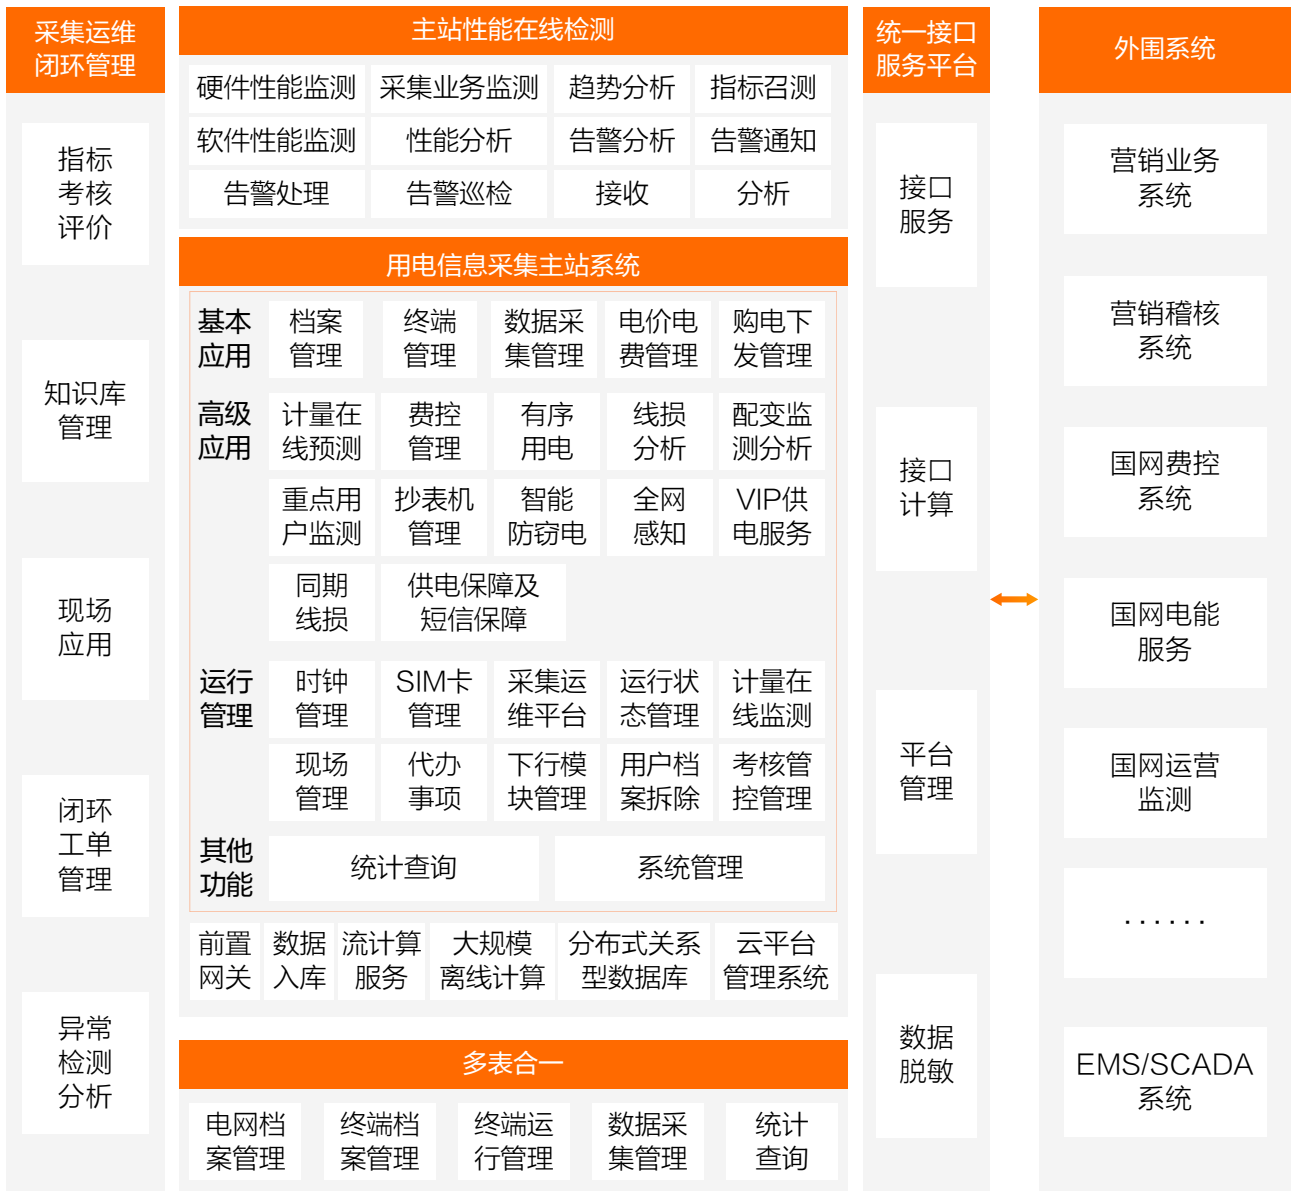 采集运维
闭环管理
指标
考核
评价
知识库
管理
现场
应用
闭环
工单
管理
异常
检测
分析
主站性能在线检测
硬件性能监测
采集业务监测
趋势分析
指标召测
软件性能监测
性能分析
告警分析
告警通知
告警处理
告警巡检
接收
分析
用电信息采集主站系统
基本
应用
档案
管理
终端
管理
数据采
集管理
电价电
费管理
购电下
发管理
高级
应用
计量在
线预测
费控
管理
有序
用电
线损
分析
配变监
测分析
重点用
户监测
抄表机
管理
智能
防窃电
全网
感知
VIP供
电服务
同期
线损
供电保障及
短信保障
运行
管理
时钟
管理
SIM卡
管理
采集运
维平台
运行状
态管理
计量在
线监测
现场
管理
代办
事项
下行模
块管理
用户档
案拆除
考核管
控管理
其他
功能
统计查询
系统管理
前置
网关
数据
入库
流计算
服务
大规模
离线计算
分布式关系
型数据库
云平台
管理系统
多表合一
电网档
案管理
终端档
案管理
终端运
行管理
数据采
集管理
统计
查询
统一接口
服务平台
接口
服务
接口
计算
平台
管理
数据
脱敏
外围系统
营销业务
系统
营销稽核
系统
国网费控
系统
国网电能
服务
国网运营
监测
······
EMS/SCADA
系统